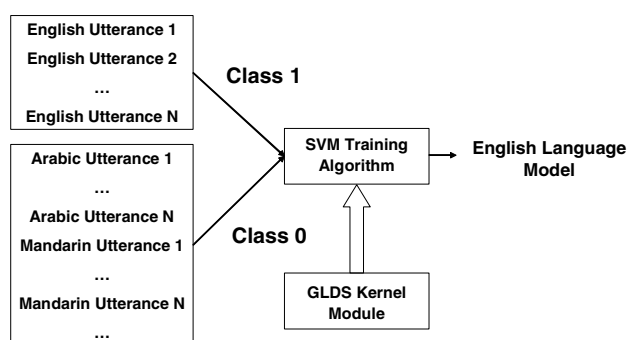 English Utterance 1
English Utterance 2
...
English Utterance N
Class 1
Arabic Utterance 1
...
Arabic Utterance N
Mandarin Utterance 1
...
Mandarin Utterance N
...
Class 0
SVM Training
Algorithm
English Language
Model
GLDS Kernel
Module